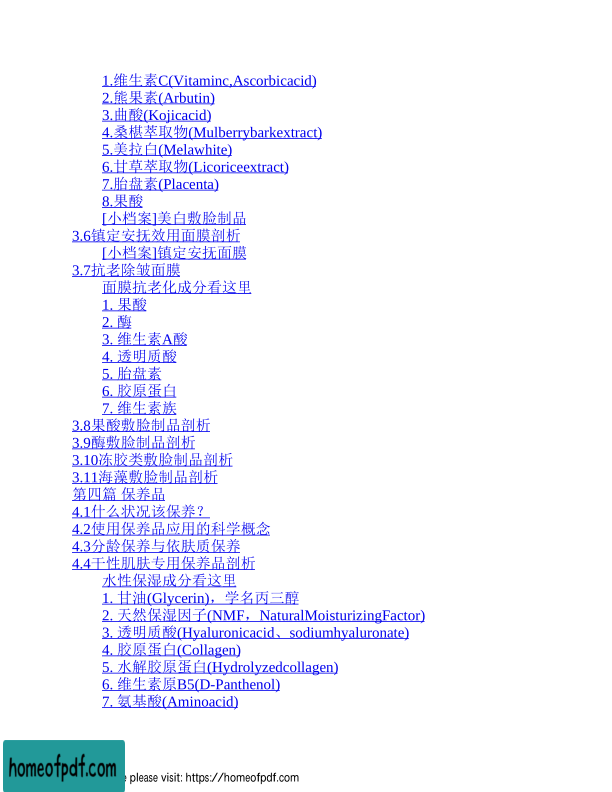 1.维生素C(Vitaminc,Ascorbicacid)
2.熊果素(Arbutin)
3.曲酸(Kojicacid)
4.桑椹萃取物(Mulberrybarkextract)
5.美拉白(Melawhite)
6.甘草萃取物(Licoriceextract)
7.胎盘素(Placenta)
8.果酸
[小档案]美白敷脸制品
3.6镇定安抚效用面膜剖析
[小档案]镇定安抚面膜
3.7抗老除皱面膜
面膜抗老化成分看这里
1. 果酸
2. 酶
3. 维生素A酸
4. 透明质酸
5. 胎盘素
6. 胶原蛋白
7. 维生素族
3.8果酸敷脸制品剖析
3.9酶敷脸制品剖析
3.10冻胶类敷脸制品剖析
3.11海藻敷脸制品剖析
第四篇 保养品
4.1什么状况该保养？
4.2使用保养品应用的科学概念
4.3分龄保养与依肤质保养
4.4干性肌肤专用保养品剖析
水性保湿成分看这里
1. 甘油(Glycerin)，学名丙三醇
2. 天然保湿因子(NMF，NaturalMoisturizingFactor)
3. 透明质酸(Hyaluronicacid、sodiumhyaluronate)
4. 胶原蛋白(Collagen)
5. 水解胶原蛋白(Hydrolyzedcollagen)
6. 维生素原B5(D-Panthenol)
7. 氨基酸(Aminoacid)
homeofpdf.com
please visit: https://homeofpdf.com